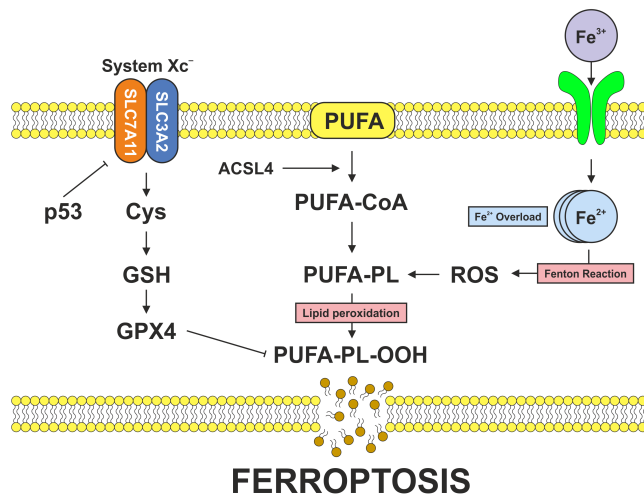 Fe³⁺
System Xc⁻
SLC7A11
SLC3A2
PUFA
ACSL4
p53
Cys
PUFA-CoA
Fe²⁺ Overload
Fe²⁺
GSH
PUFA-PL
ROS
Fenton Reaction
Lipid peroxidation
GPX4
PUFA-PL-OOH
FERROPTOSIS